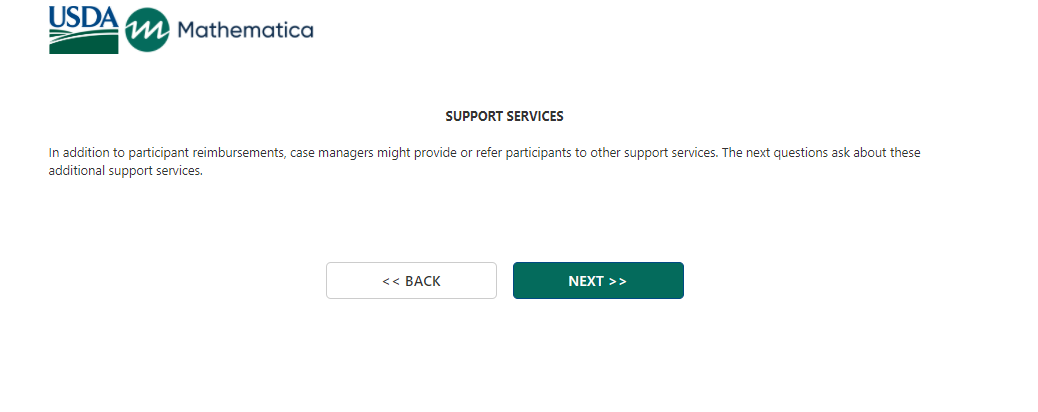 USDA
Mathematica
SUPPORT SERVICES
In addition to participant reimbursements, case managers might provide or refer participants to other support services. The next questions ask about these
additional support services.
<< BACK
NEXT >>